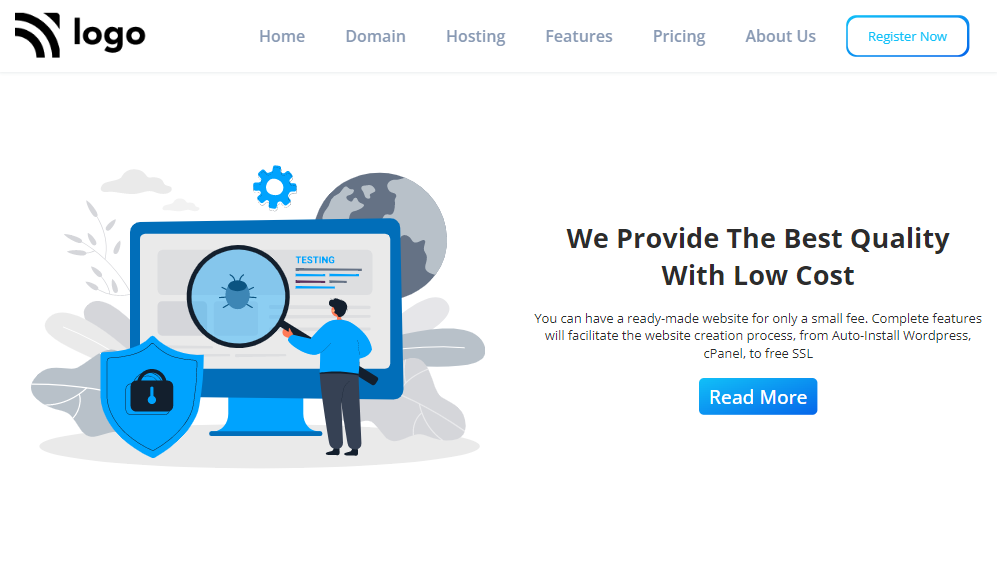 logo
Home Domain Hosting Features Pricing About Us Register Now
TESTING
We Provide The Best Quality
With Low Cost
You can have a ready-made website for only a small fee. Complete features
will facilitate the website creation process, from Auto-Install Wordpress,
cPanel, to free SSL
Read More